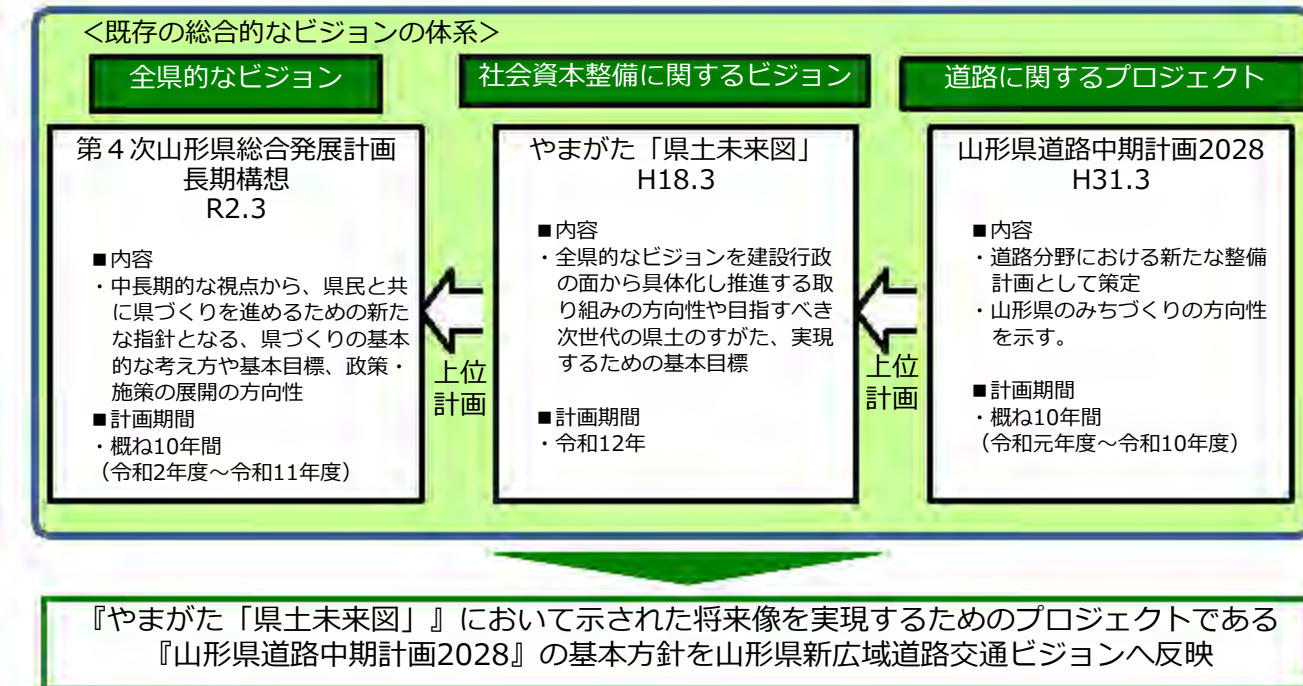 ＜既存の総合的なビジョンの体系＞
全県的なビジョン
社会資本整備に関するビジョン
道路に関するプロジェクト
第４次山形県総合発展計画
長期構想
R2.3
■内容
・中長期的な視点から、県民と共
に県づくりを進めるための新た
な指針となる、県づくりの基本
的な考え方や基本目標、政策・
施策の展開の方向性
■計画期間
・概ね10年間
（令和2年度～令和11年度）
上位
計画
やまがた「県土未来図」
H18.3
■内容
・全県的なビジョンを建設行政
の面から具体化し推進する取
り組みの方向性や目指すべき
次世代の県土のすがた、実現
するための基本目標
■計画期間
・令和12年
上位
計画
山形県道路中期計画2028
H31.3
■内容
・道路分野における新たな整備
計画として策定
・山形県のみちづくりの方向性
を示す。
■計画期間
・概ね10年間
（令和元年度～令和10年度）
『やまがた「県土未来図」』において示された将来像を実現するためのプロジェクトである
『山形県道路中期計画2028』の基本方針を山形県新広域道路交通ビジョンへ反映